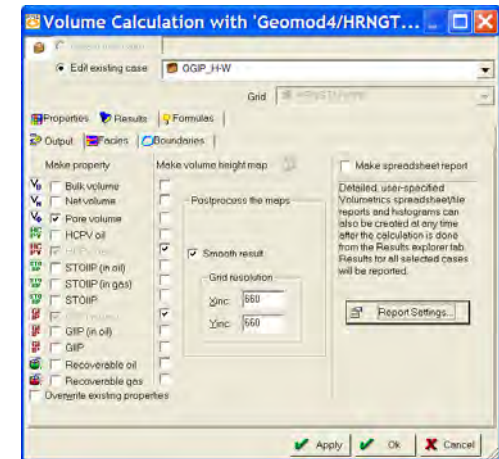 Volume Calculation with 'Geomod4/HRNGT...
Edit existing case OGIP_H-W
Grid
Properties Results Formulas
Output Facies Boundaries
Make property Make volume height map Make spreadsheet report
Bulk volume
Net volume
Pore volume
HCPV oil
STOIIP (in oil)
STOIIP (in gas)
STOIIP
GIIP (in oil)
GIIP
Recoverable oil
Recoverable gas
Overwrite existing properties
Postprocess the maps
Smooth result
Grid resolution
Xinc: 660
Yinc: 660
Detailed, user-specified
Volumetrics spreadsheet/file
reports and histograms can
also be created at any time
after the calculation is done
from the Results explorer tab.
Results for all selected cases
will be reported.
Report Settings...
Apply Ok Cancel